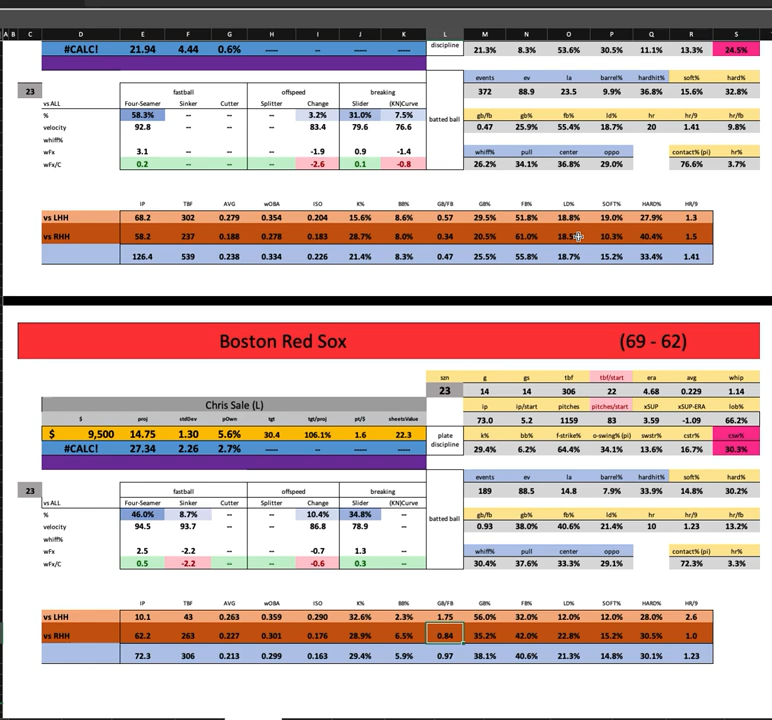 A B C D E F G H I J K L M N O P Q R S
#CALC! 21.94 4.44 0.6% ---- -- ---- ---- ---- discipline 21.3% 8.3% 53.6% 30.5% 11.1% 13.3% 24.5%
events ev la barrel% hardhit% soft% hard%
23 fastball offspeed breaking 372 88.9 23.5 9.9% 36.8% 15.6% 32.8%
vs ALL Four-Seamer Sinker Cutter Splitter Change Slider (KN)Curve
% 58.3% -- -- -- 3.2% 31.0% 7.5% batted ball gb/fb gb% fb% ld% hr hr/9 hr/fb
velocity 92.8 -- -- -- 83.4 79.6 76.6 0.47 25.9% 55.4% 18.7% 20 1.41 9.8%
whiff%
wFx 3.1 -- -- -- -1.9 0.9 -1.4 whiff% pull center oppo contact% (pi) hr%
wFx/C 0.2 -- -- -- -2.6 0.1 -0.8 26.2% 34.1% 36.8% 29.0% 76.6% 3.7%
IP TBF AVG wOBA ISO K% BB% GB/FB GB% FB% LD% SOFT% HARD% HR/9
vs LHH 68.2 302 0.279 0.354 0.204 15.6% 8.6% 0.57 29.5% 51.8% 18.8% 19.0% 27.9% 1.3
vs RHH 58.2 237 0.188 0.278 0.183 28.7% 8.0% 0.34 20.5% 61.0% 18.5% 10.3% 40.4% 1.5
126.4 539 0.238 0.334 0.226 21.4% 8.3% 0.47 25.5% 55.8% 18.7% 15.2% 33.4% 1.41
Boston Red Sox (69 - 62)
szn g gs tbf tbf/start era avg whip
23 14 14 306 22 4.68 0.229 1.14
Chris Sale (L) ip ip/start pitches pitches/start xSUP xSUP-ERA lob%
$ proj stdDev pOwn tgt tgt/proj pt/$ sheetsValue 73.0 5.2 1159 83 3.59 -1.09 66.2%
$ 9,500 14.75 1.30 5.6% 30.4 106.1% 1.6 22.3 plate discipline k% bb% f-strike% o-swing% (pi) swstr% cstr% csw%
#CALC! 27.34 2.26 2.7% ---- -- ---- ---- ---- 29.4% 6.2% 64.4% 34.1% 13.6% 16.7% 30.3%
events ev la barrel% hardhit% soft% hard%
23 fastball offspeed breaking 189 88.5 14.8 7.9% 33.9% 14.8% 30.2%
vs ALL Four-Seamer Sinker Cutter Splitter Change Slider (KN)Curve
% 46.0% 8.7% -- -- 10.4% 34.8% -- batted ball gb/fb gb% fb% ld% hr hr/9 hr/fb
velocity 94.5 93.7 -- -- 86.8 78.9 -- 0.93 38.0% 40.6% 21.4% 10 1.23 13.2%
whiff%
wFx 2.5 -2.2 -- -- -0.7 1.3 -- whiff% pull center oppo contact% (pi) hr%
wFx/C 0.5 -2.2 -- -- -0.6 0.3 -- 30.4% 37.6% 33.3% 29.1% 72.3% 3.3%
IP TBF AVG wOBA ISO K% BB% GB/FB GB% FB% LD% SOFT% HARD% HR/9
vs LHH 10.1 43 0.263 0.359 0.290 32.6% 2.3% 1.75 56.0% 32.0% 12.0% 12.0% 28.0% 2.6
vs RHH 62.2 263 0.227 0.301 0.176 28.9% 6.5% 0.84 35.2% 42.0% 22.8% 15.2% 30.5% 1.0
72.3 306 0.213 0.299 0.163 29.4% 5.9% 0.97 38.1% 40.6% 21.3% 14.8% 30.1% 1.23